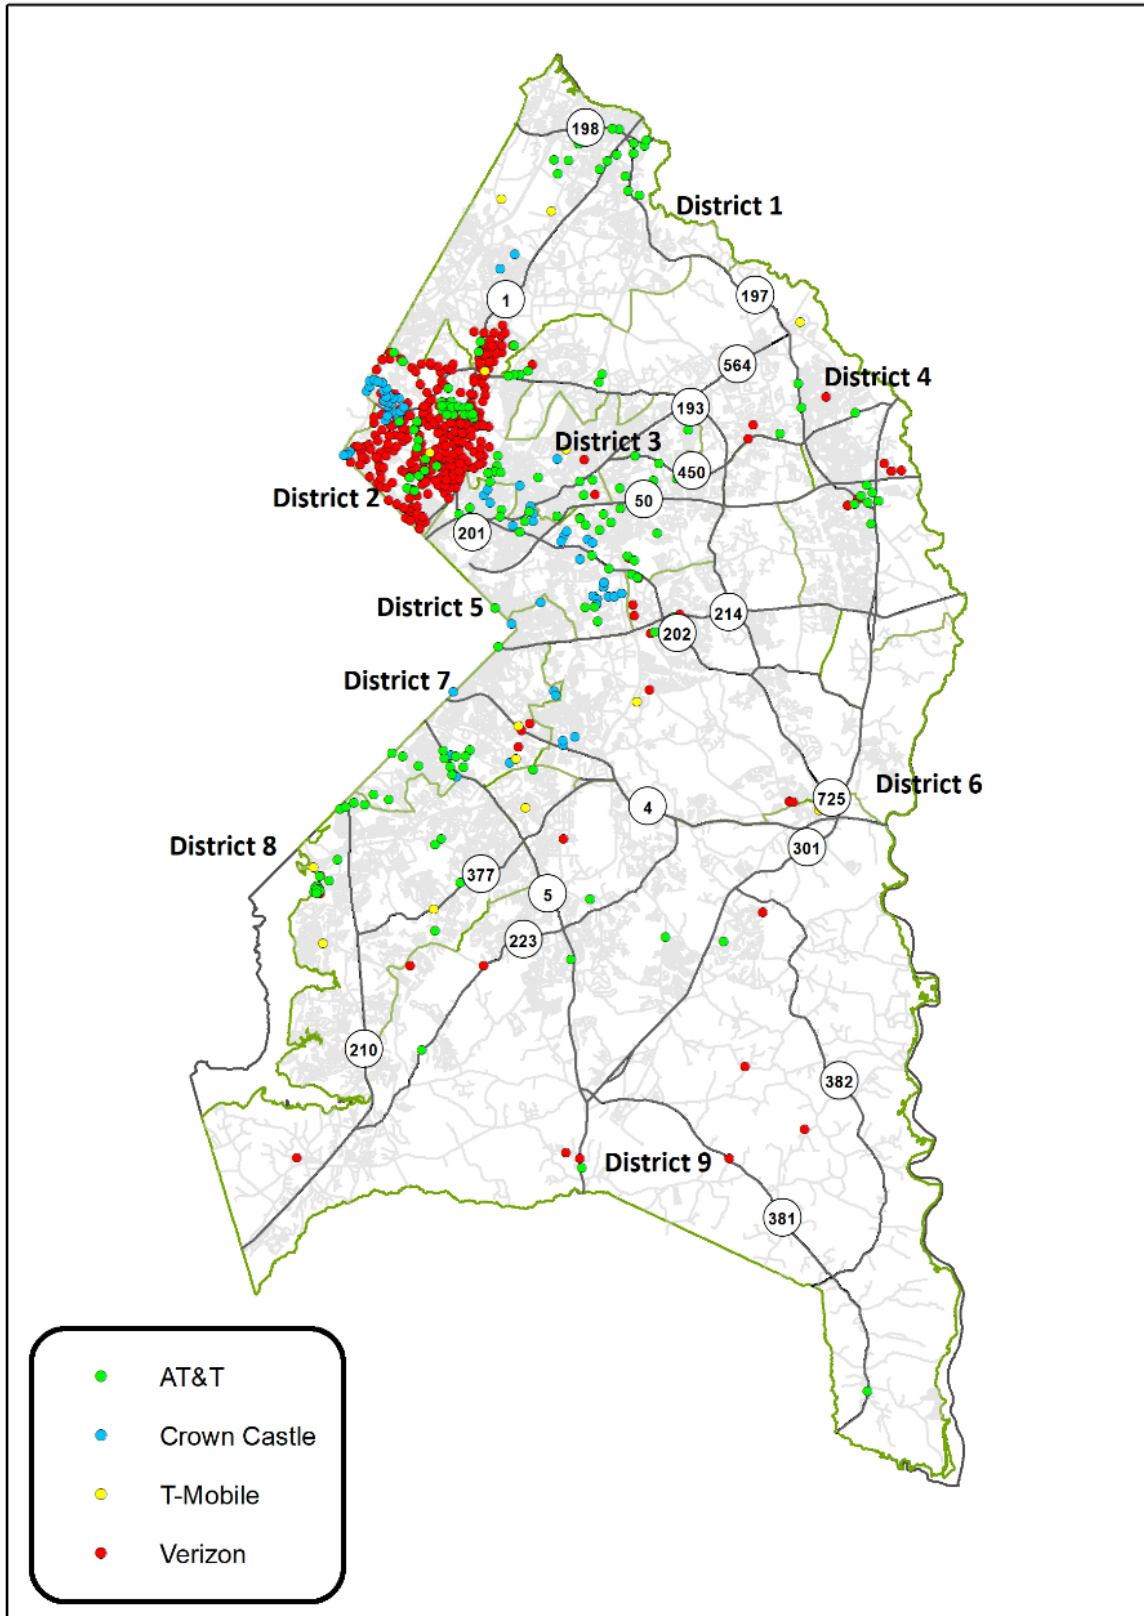 198
District 1
197
1
564
District 4
193
District 3
450
District 2
50
201
District 5
214
202
District 7
District 6
725
4
301
District 8
377
5
223
210
382
District 9
381
AT&T
Crown Castle
T-Mobile
Verizon